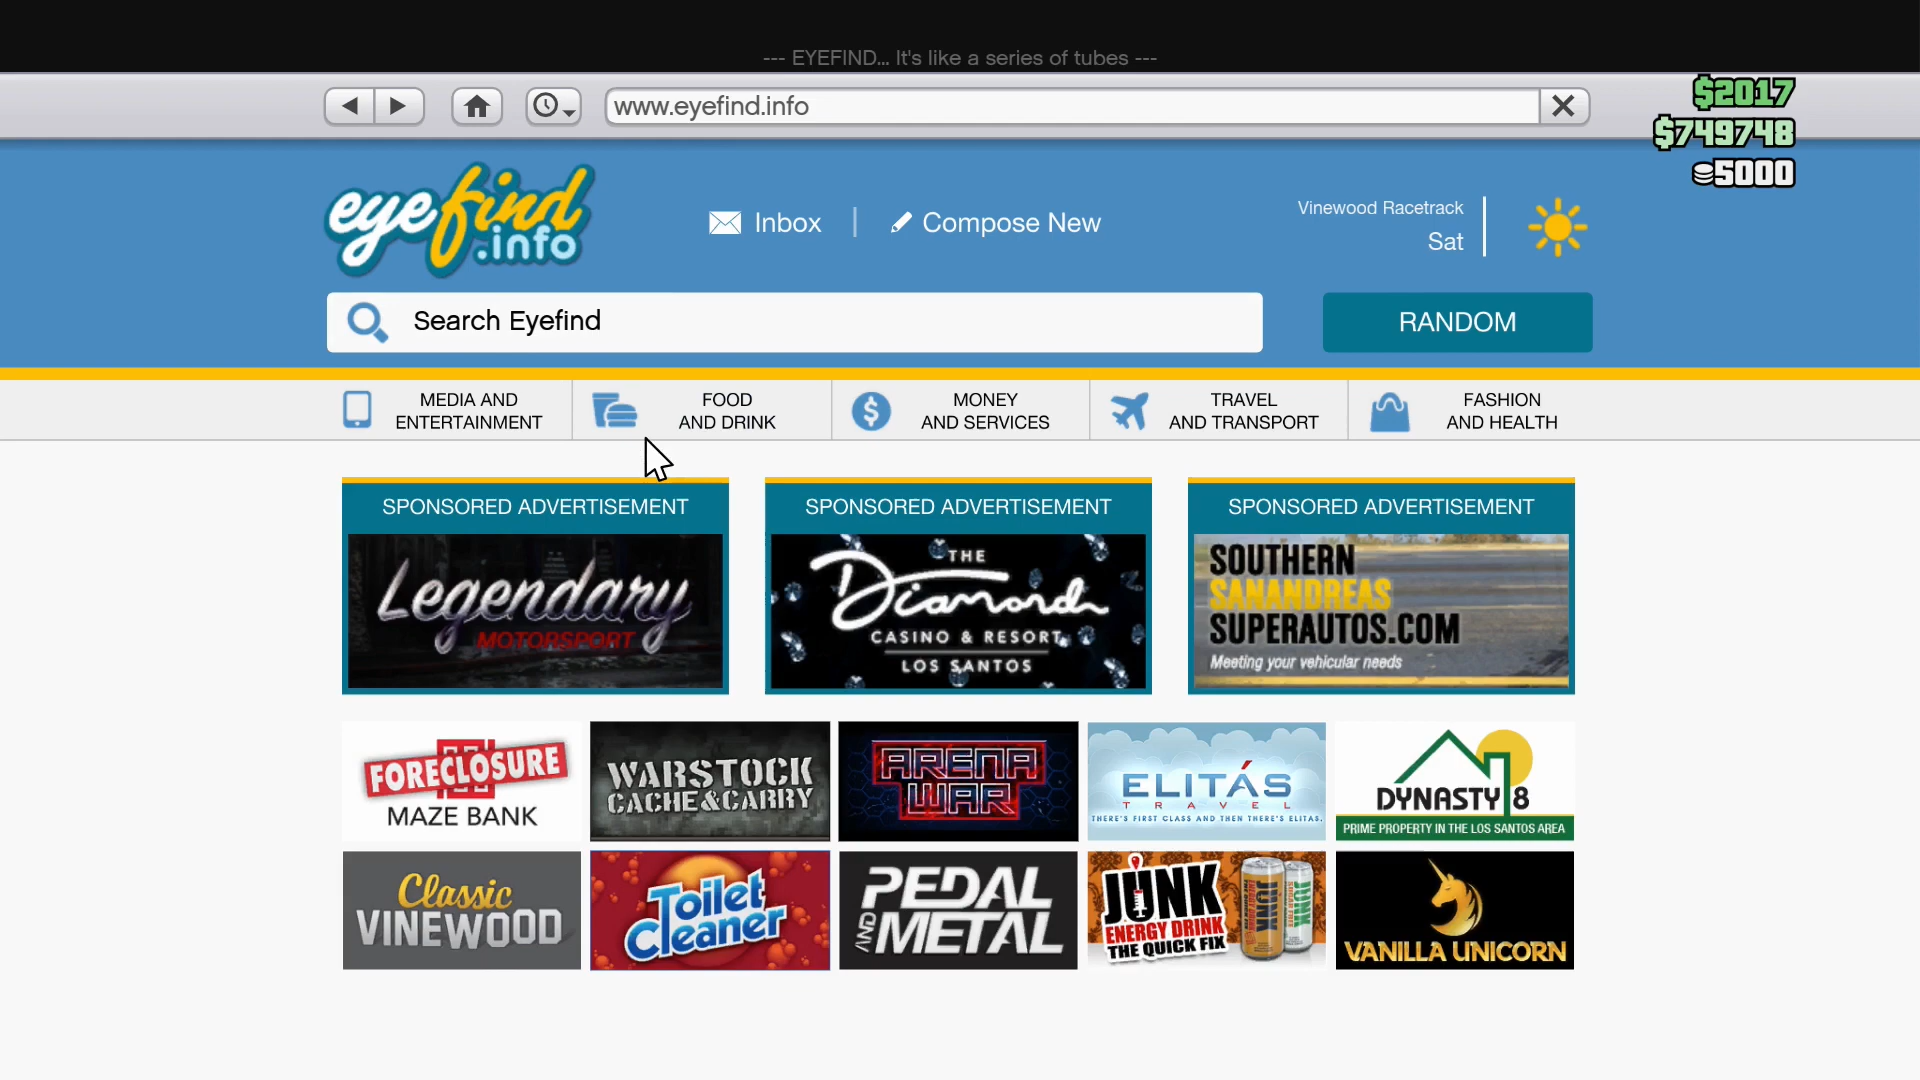 --- EYEFIND... It's like a series of tubes ---
www.eyefind.info
$2017
$749748
5000
eyefind
.info
Inbox
Compose New
Vinewood Racetrack
Sat
Search Eyefind
RANDOM
MEDIA AND
ENTERTAINMENT
FOOD
AND DRINK
MONEY
AND SERVICES
TRAVEL
AND TRANSPORT
FASHION
AND HEALTH
SPONSORED ADVERTISEMENT
Legendary
MOTORSPORT
SPONSORED ADVERTISEMENT
THE
Diamond
CASINO & RESORT
LOS SANTOS
SPONSORED ADVERTISEMENT
SOUTHERN
SANANDREAS
SUPERAUTOS.COM
Meeting your vehicular needs
FORECLOSURE
MAZE BANK
WARSTOCK
CACHE&CARRY
ARENA
WAR
ELITÁS
TRAVEL
THERE'S FIRST CLASS AND THEN THERE'S ELITAS.
DYNASTY 8
PRIME PROPERTY IN THE LOS SANTOS AREA
Classic
VINEWOOD
Toilet
Cleaner
PEDAL
AND METAL
JUNK
ENERGY DRINK
THE QUICK FIX
VANILLA UNICORN